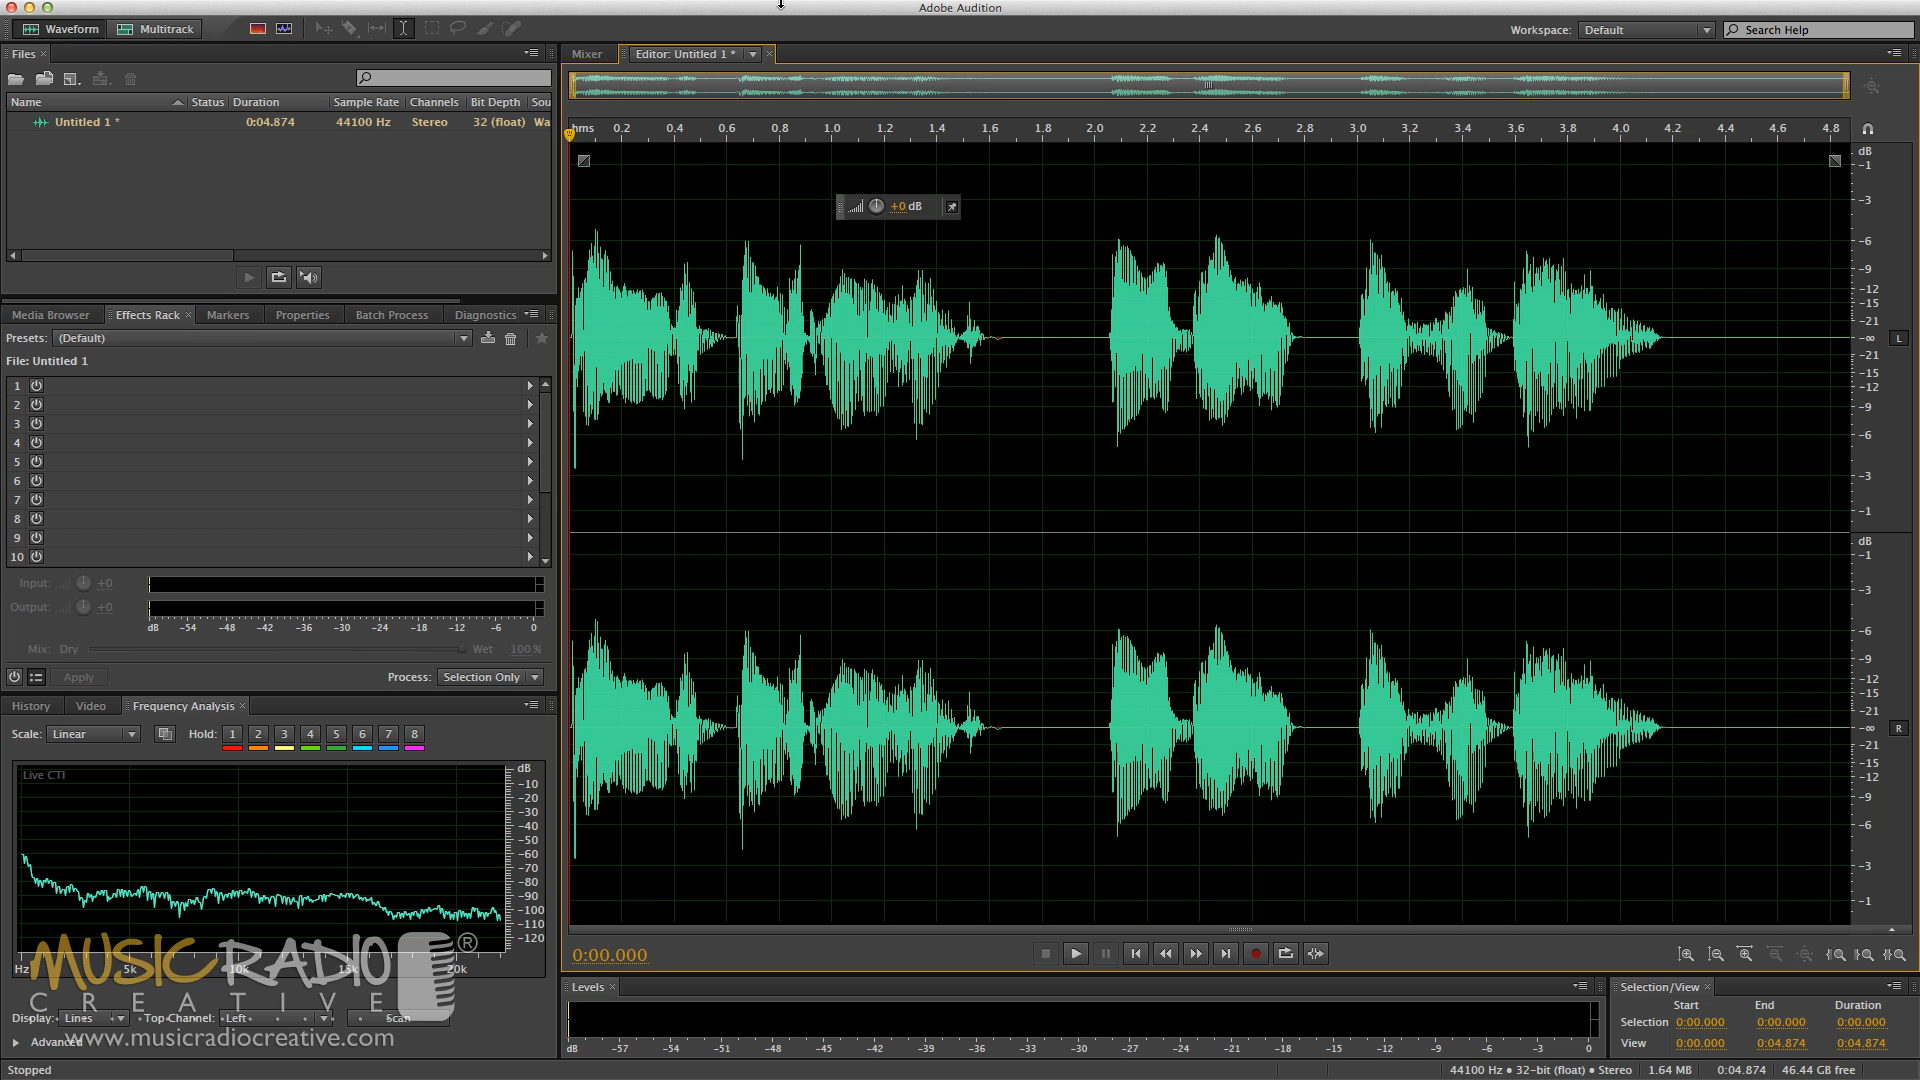 Adobe Audition
Waveform Multitrack
Workspace: Default Search Help
Files
Name Status Duration Sample Rate Channels Bit Depth Sou
Untitled 1 * 0:04.874 44100 Hz Stereo 32 (float) Wa
Media Browser Effects Rack Markers Properties Batch Process Diagnostics
Presets: (Default)
File: Untitled 1
1
2
3
4
5
6
7
8
9
10
Input: +0
Output: +0
dB -54 -48 -42 -36 -30 -24 -18 -12 -6 0
Mix: Dry Wet 100 %
Apply Process: Selection Only
History Video Frequency Analysis
Scale: Linear Hold: 1 2 3 4 5 6 7 8
Live CTI
dB
-10
-20
-30
-40
-50
-60
-70
-80
-90
-100
-110
-120
Hz 5k 10k 15k 20k
MUSIC RADIO ®
CREATIVE
Display: Lines Top Channel: Left Scan
Advanced
www.musicradiocreative.com
Mixer Editor: Untitled 1 *
hms 0.2 0.4 0.6 0.8 1.0 1.2 1.4 1.6 1.8 2.0 2.2 2.4 2.6 2.8 3.0 3.2 3.4 3.6 3.8 4.0 4.2 4.4 4.6 4.8
+0 dB
dB
-1
-3
-6
-9
-12
-15
-21
-∞ L
-21
-15
-12
-9
-6
-3
-1
dB
-1
-3
-6
-9
-12
-15
-21
-∞ R
-21
-15
-12
-9
-6
-3
-1
0:00.000
Levels
dB -57 -54 -51 -48 -45 -42 -39 -36 -33 -30 -27 -24 -21 -18 -15 -12 -9 -6 -3 0
Selection/View
Start End Duration
Selection 0:00.000 0:00.000 0:00.000
View 0:00.000 0:04.874 0:04.874
Stopped 44100 Hz • 32-bit (float) • Stereo 1.64 MB 0:04.874 46.44 GB free